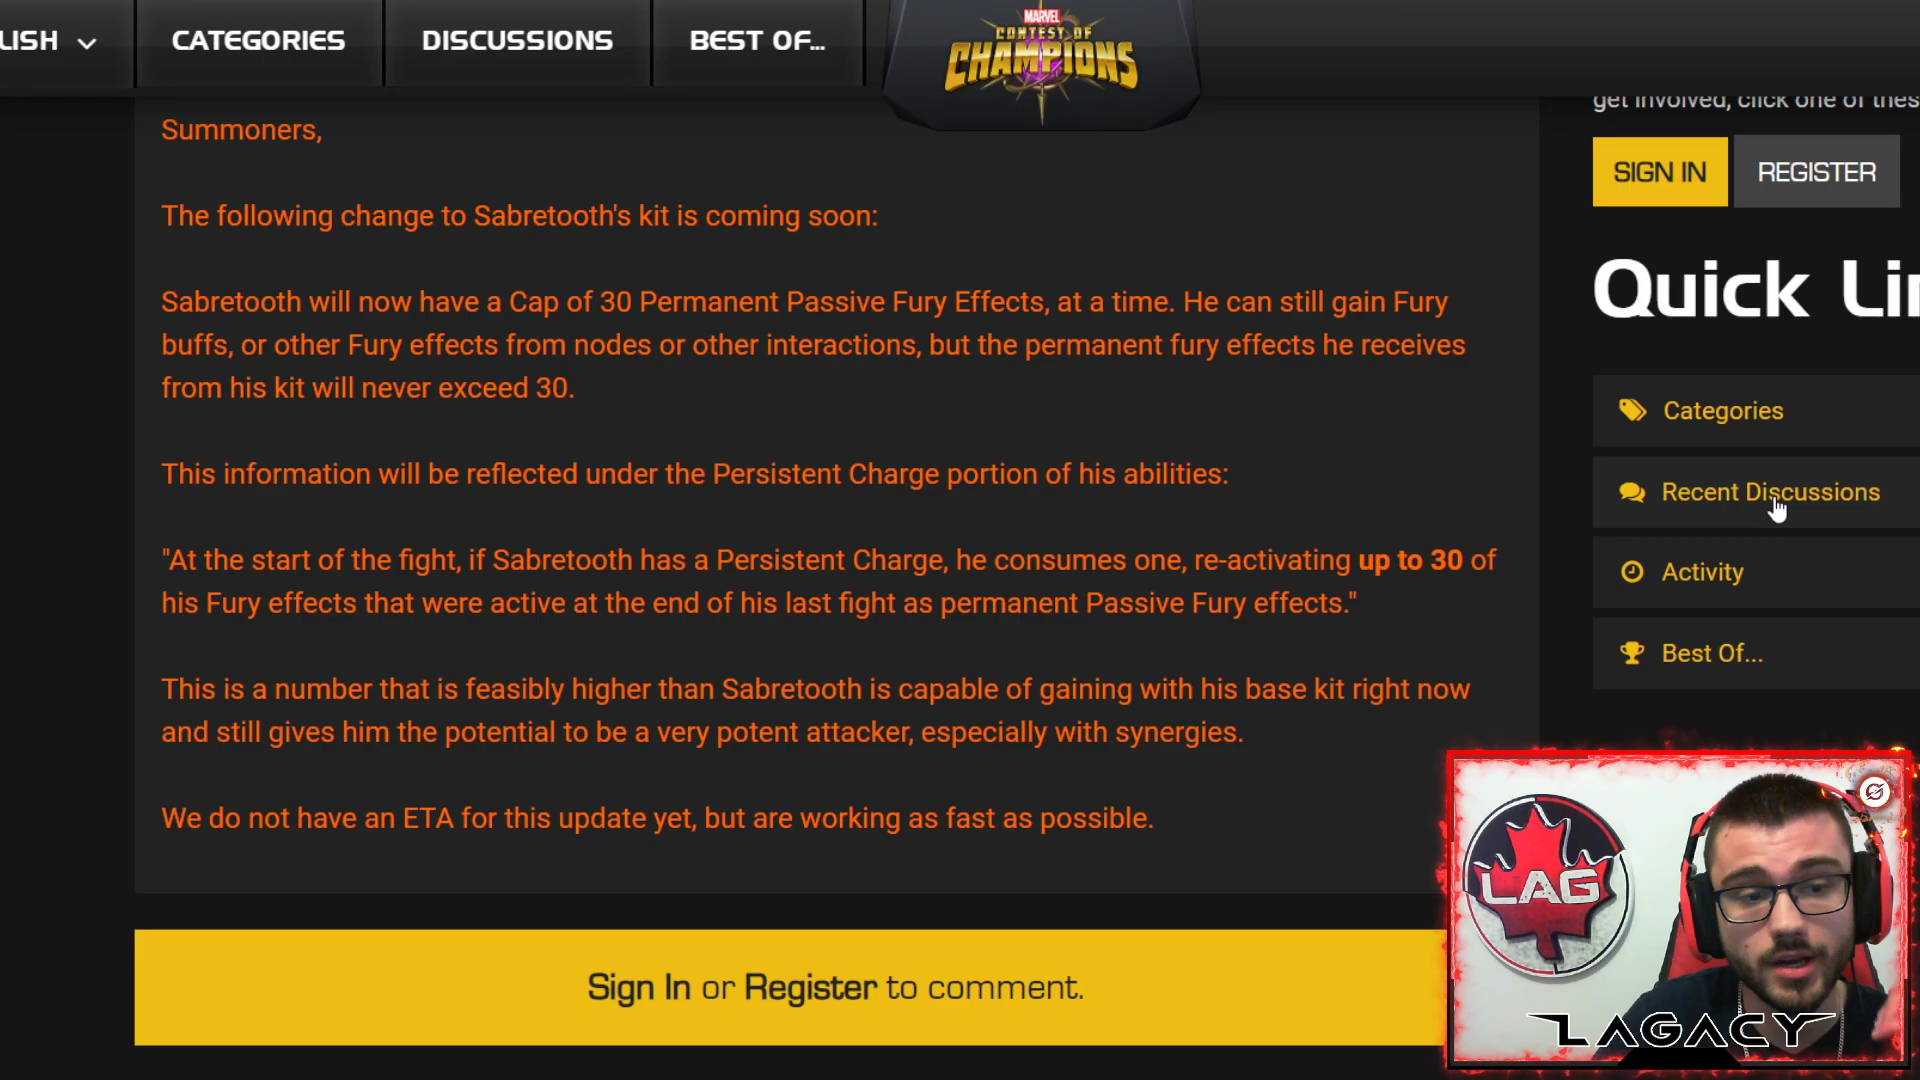 LISH
CATEGORIES
DISCUSSIONS
BEST OF...
MARVEL
CONTEST OF
CHAMPIONS
get involved, click one of thes
SIGN IN
REGISTER
Summoners,
The following change to Sabretooth's kit is coming soon:
Sabretooth will now have a Cap of 30 Permanent Passive Fury Effects, at a time. He can still gain Fury
buffs, or other Fury effects from nodes or other interactions, but the permanent fury effects he receives
from his kit will never exceed 30.
This information will be reflected under the Persistent Charge portion of his abilities:
"At the start of the fight, if Sabretooth has a Persistent Charge, he consumes one, re-activating up to 30 of
his Fury effects that were active at the end of his last fight as permanent Passive Fury effects."
This is a number that is feasibly higher than Sabretooth is capable of gaining with his base kit right now
and still gives him the potential to be a very potent attacker, especially with synergies.
We do not have an ETA for this update yet, but are working as fast as possible.
Sign In or Register to comment.
Quick Li
Categories
Recent Discussions
Activity
Best Of...
LAG
LAGACY